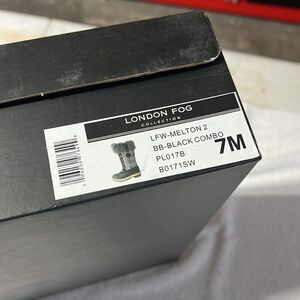 LONDON FOG
COLLECTION
LFW-MELTON 2
BB-BLACK COMBO
PL017B
B0171SW
7M